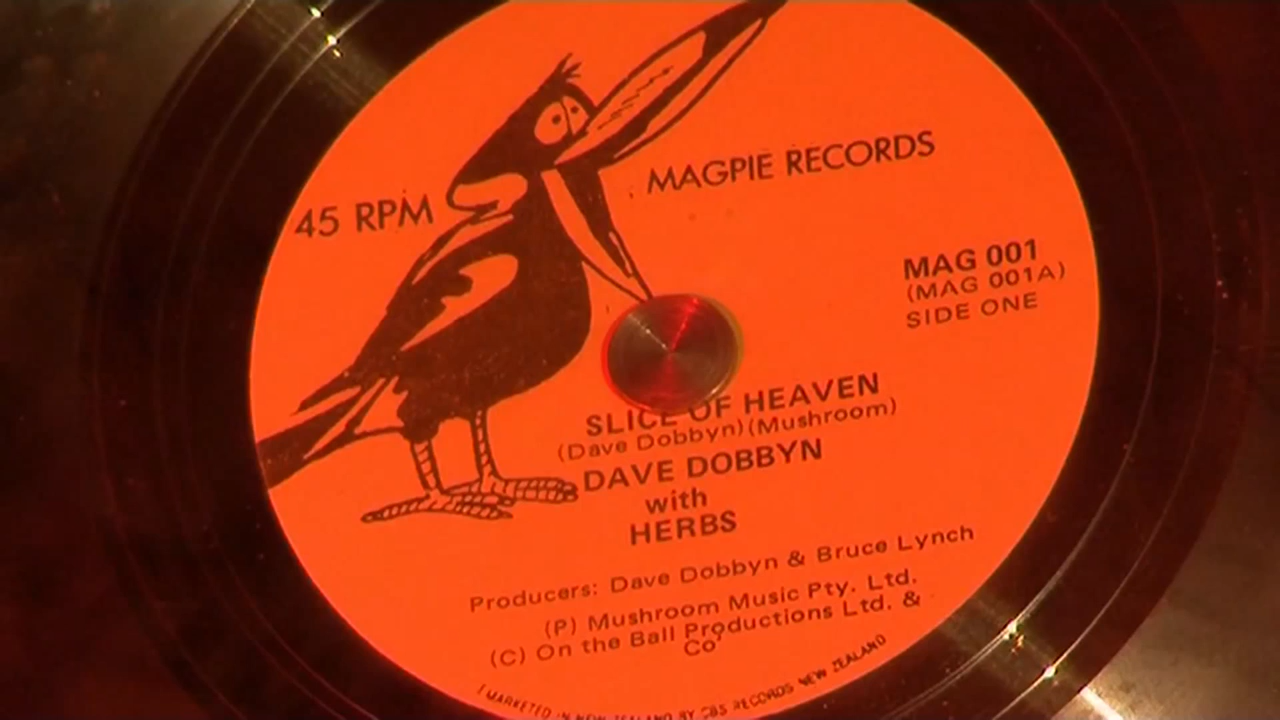 45 RPM
MAGPIE RECORDS
MAG 001
(MAG 001A)
SIDE ONE
SLICE OF HEAVEN
(Dave Dobbyn)(Mushroom)
DAVE DOBBYN
with
HERBS
Producers: Dave Dobbyn & Bruce Lynch
(P) Mushroom Music Pty. Ltd.
(C) On the Ball Productions Ltd. &
Co
MARKETED IN NEW ZEALAND BY CBS RECORDS NEW ZEALAND